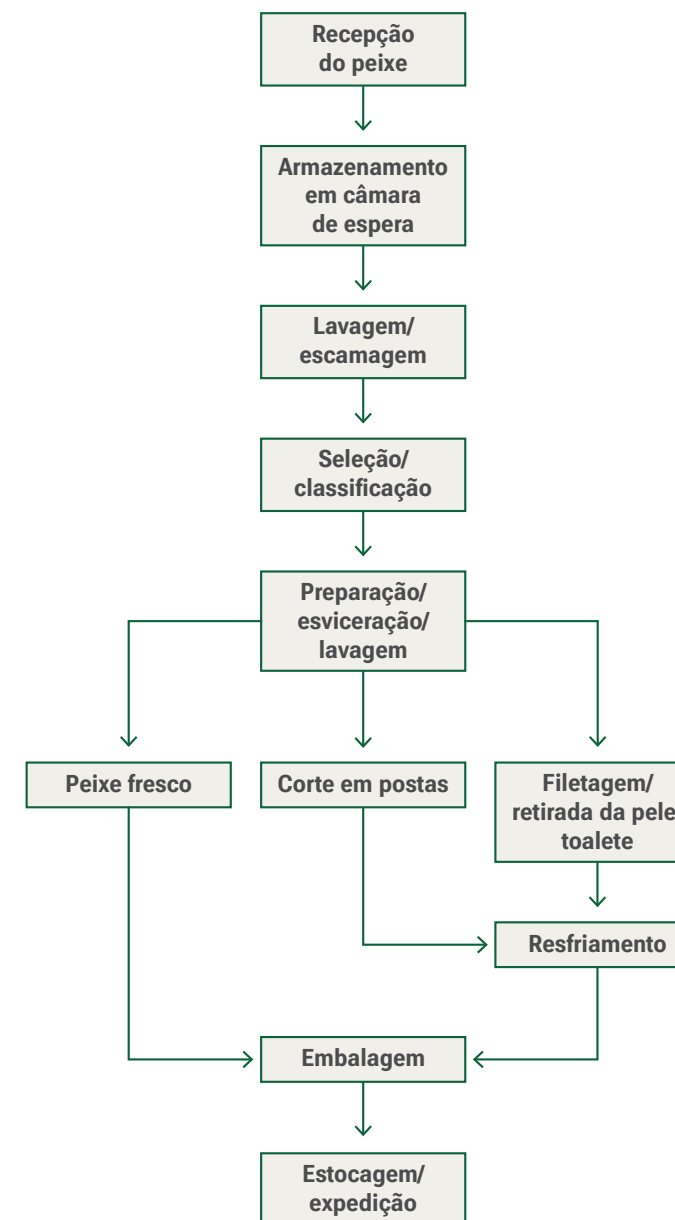 Recepção
do peixe
Armazenamento
em câmara
de espera
Lavagem/
escamagem
Seleção/
classificação
Preparação/
esviceração/
lavagem
Peixe fresco
Corte em postas
Filetagem/
retirada da pele
toalete
Resfriamento
Embalagem
Estocagem/
expedição